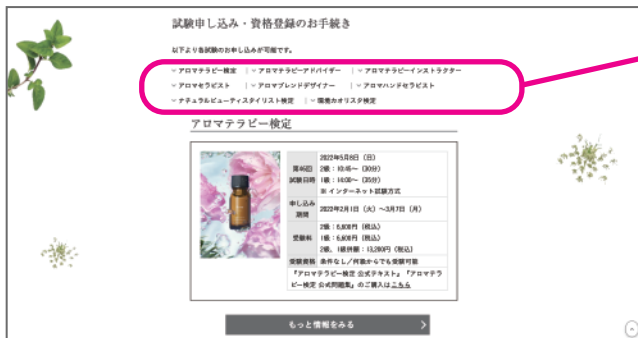 試験申し込み・資格登録のお手続き
以下より各試験のお申し込みが可能です。
アロマテラピー検定 | アロマテラピーアドバイザー | アロマテラピーインストラクター
アロマセラピスト | アロマブレンドデザイナー | アロマハンドセラピスト
ナチュラルビューティスタイリスト検定 | 環境カオリスタ検定
アロマテラピー検定
第46回
試験日時
2022年5月8日（日）
2級：10:45〜（30分）
1級：14:00〜（35分）
※ インターネット試験方式
申し込み
期間
2022年2月1日（火）〜3月7日（月）
受験料
2級：6,600円（税込）
1級：6,600円（税込）
2級、1級併願：13,200円（税込）
受験資格 条件なし／何級からでも受験可能
『アロマテラピー検定 公式テキスト』『アロマテラ
ピー検定 公式問題集』のご購入はこちら
もっと情報をみる